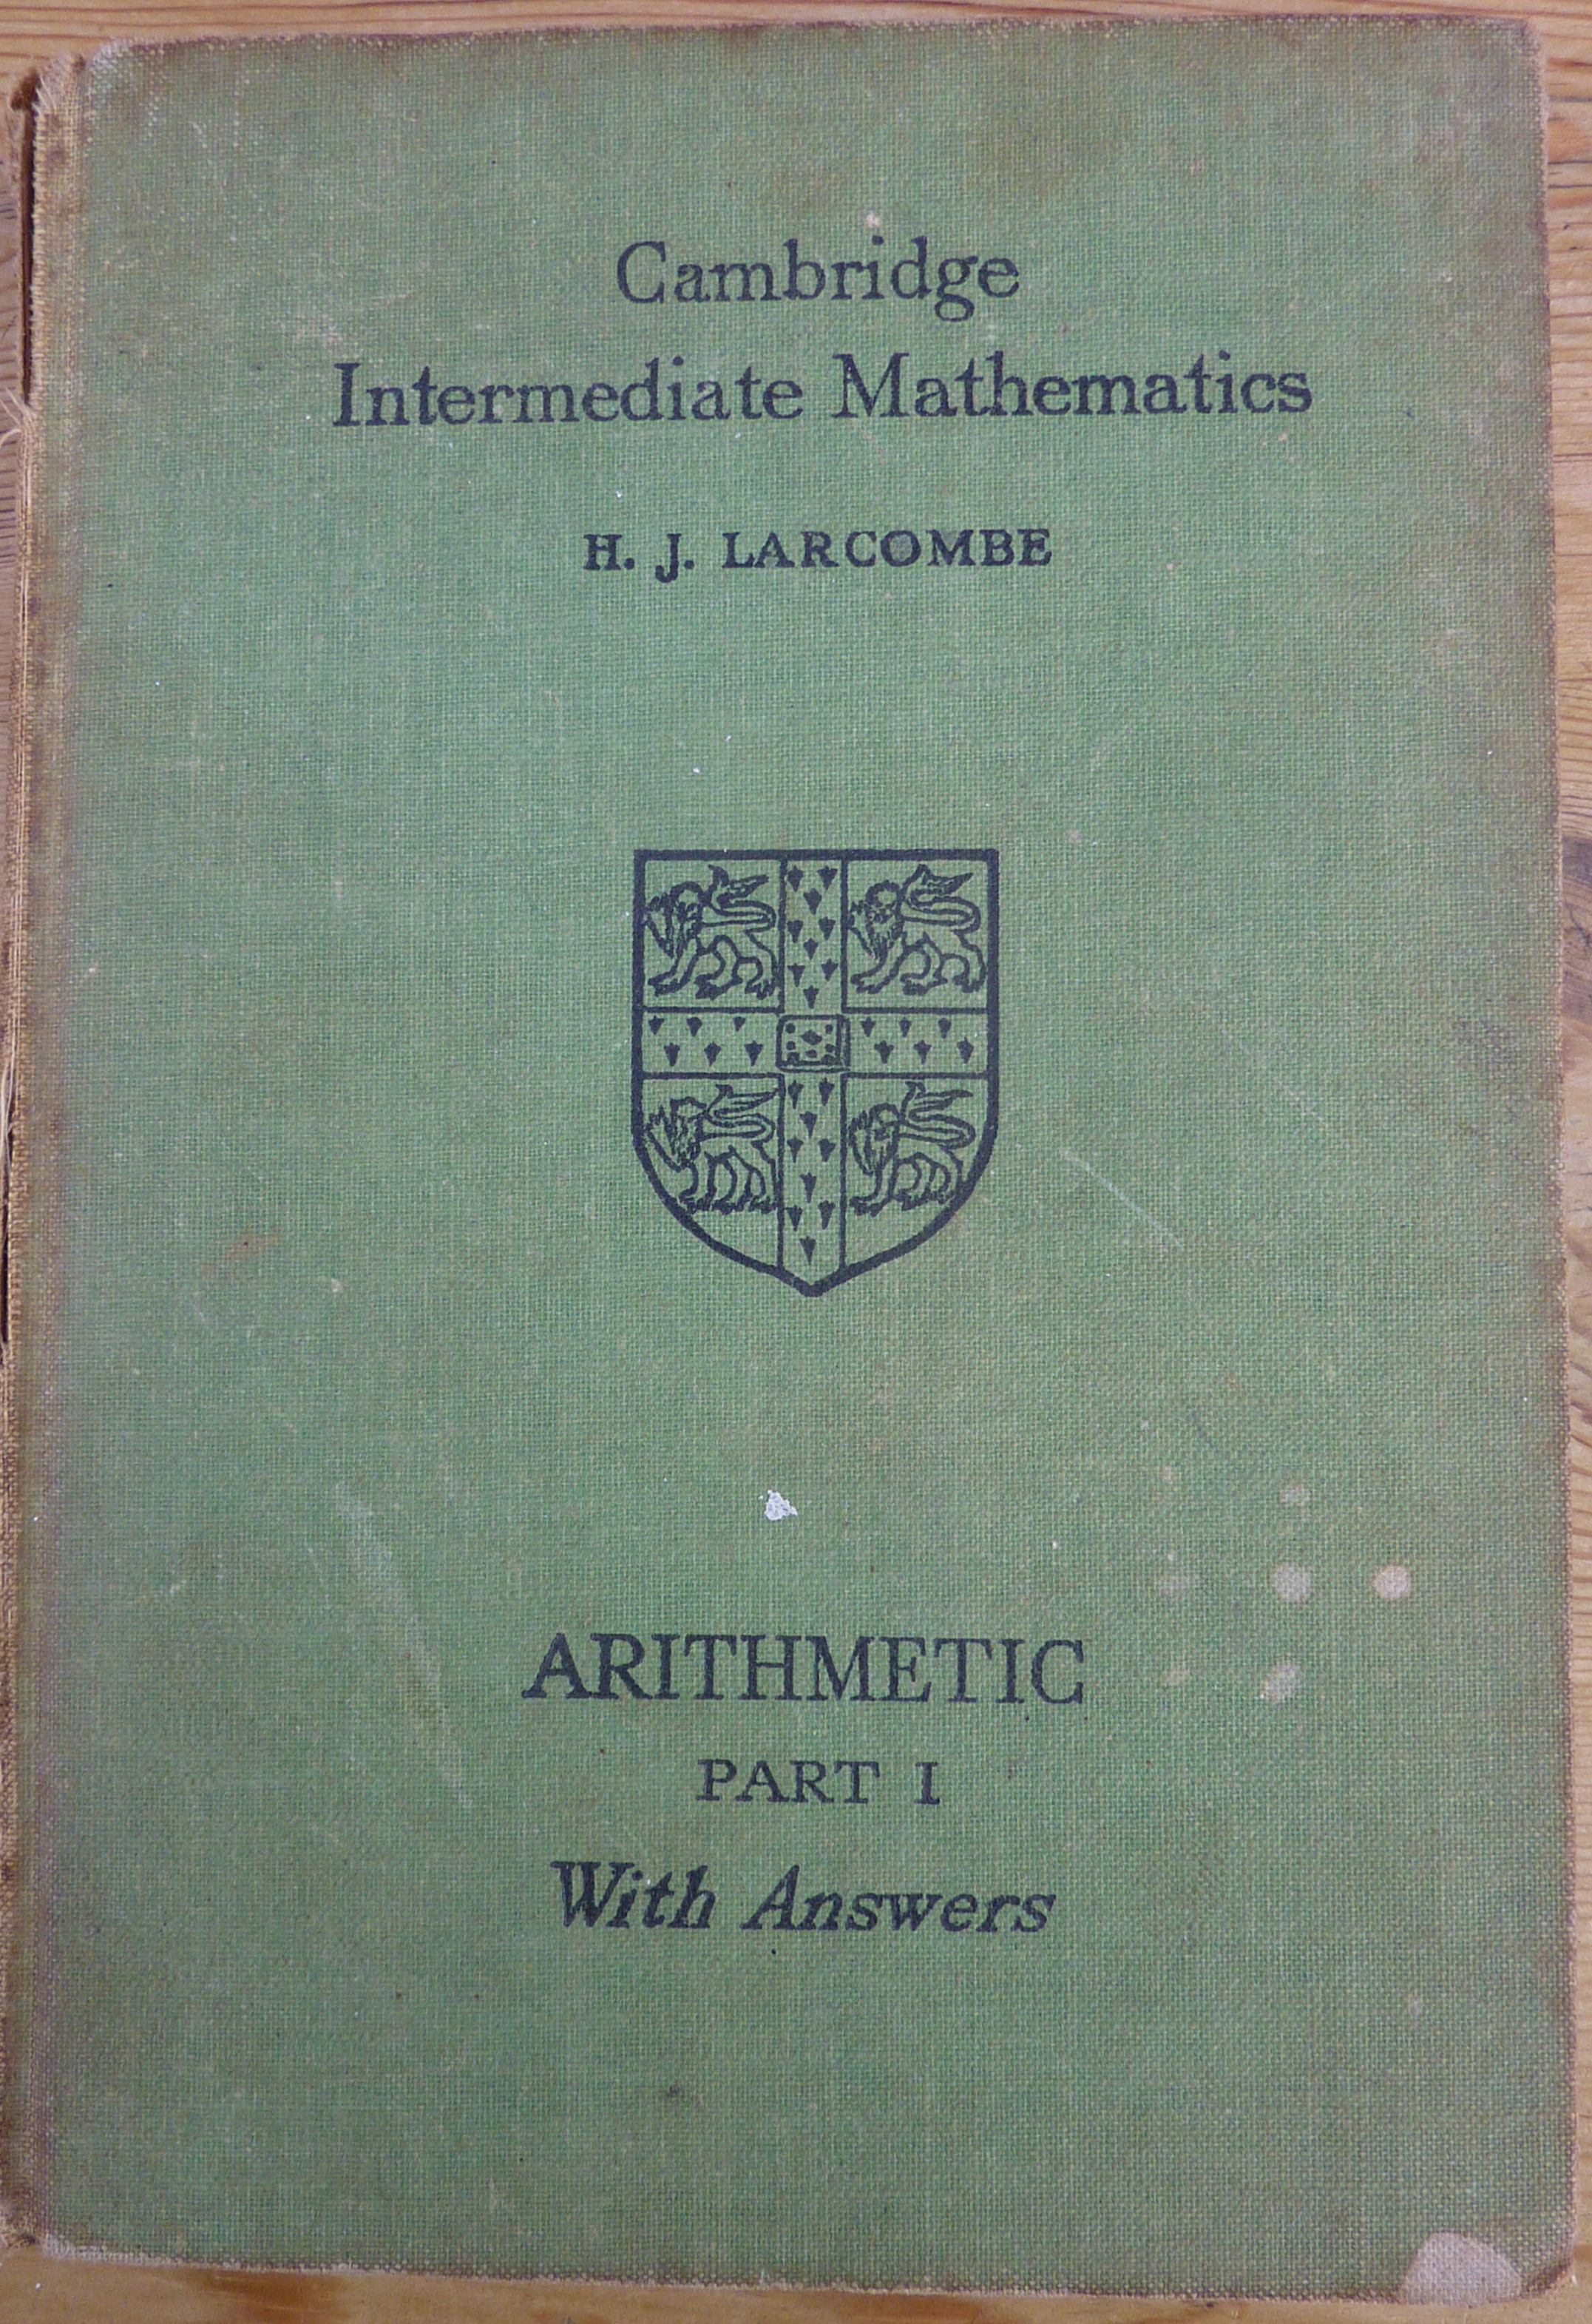 Cambridge
Intermediate Mathematics
H. J. LARCOMBE
ARITHMETIC
PART I
With Answers